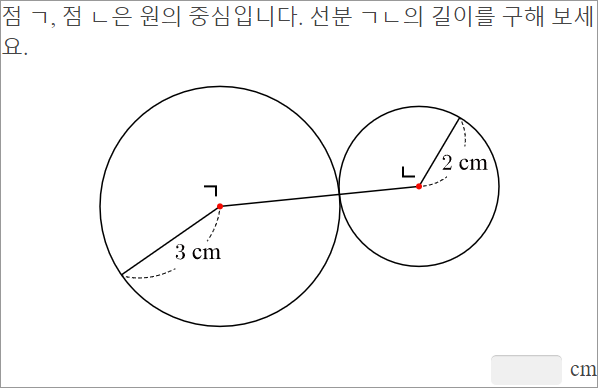 점 ㄱ, 점 ㄴ은 원의 중심입니다. 선분 ㄱㄴ의 길이를 구해 보세
요.
ㄱ
ㄴ
2 cm
3 cm
cm